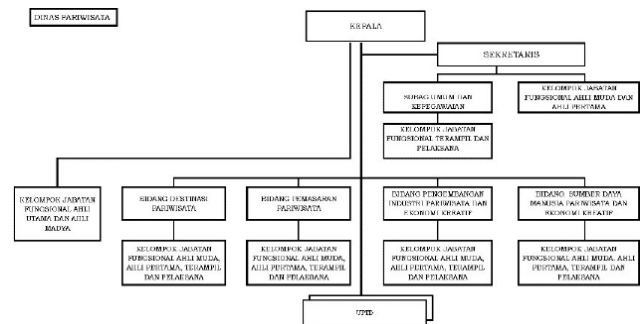 DINAS PARIWISATA
KEPALA
SEKRETARIS
SUBAG UMUM DAN
KEPEGAWAIAN
KELOMPOK JABATAN
FUNGSIONAL AHLI MUDA DAN
AHLI PERTAMA
KELOMPOK JABATAN
FUNGSIONAL TERAMPIL DAN
PELAKSANA
KELOMPOK JABATAN
FUNGSIONAL AHLI
UTAMA DAN AHLI
MADYA
BIDANG DESTINASI
PARIWISATA
BIDANG PEMASARAN
PARIWISATA
BIDANG PENGEMBANGAN
INDUSTRI PARIWISATA DAN
EKONOMI KREATIF
BIDANG SUMBER DAYA
MANUSIA PARIWISATA DAN
EKONOMI KREATIF
KELOMPOK JABATAN
FUNGSIONAL AHLI MUDA,
AHLI PERTAMA, TERAMPIL
DAN PELAKSANA
KELOMPOK JABATAN
FUNGSIONAL AHLI MUDA,
AHLI PERTAMA, TERAMPIL
DAN PELAKSANA
KELOMPOK JABATAN
FUNGSIONAL AHLI MUDA,
AHLI PERTAMA, TERAMPIL
DAN PELAKSANA
KELOMPOK JABATAN
FUNGSIONAL AHLI MUDA, AHLI
PERTAMA, TERAMPIL DAN
PELAKSANA